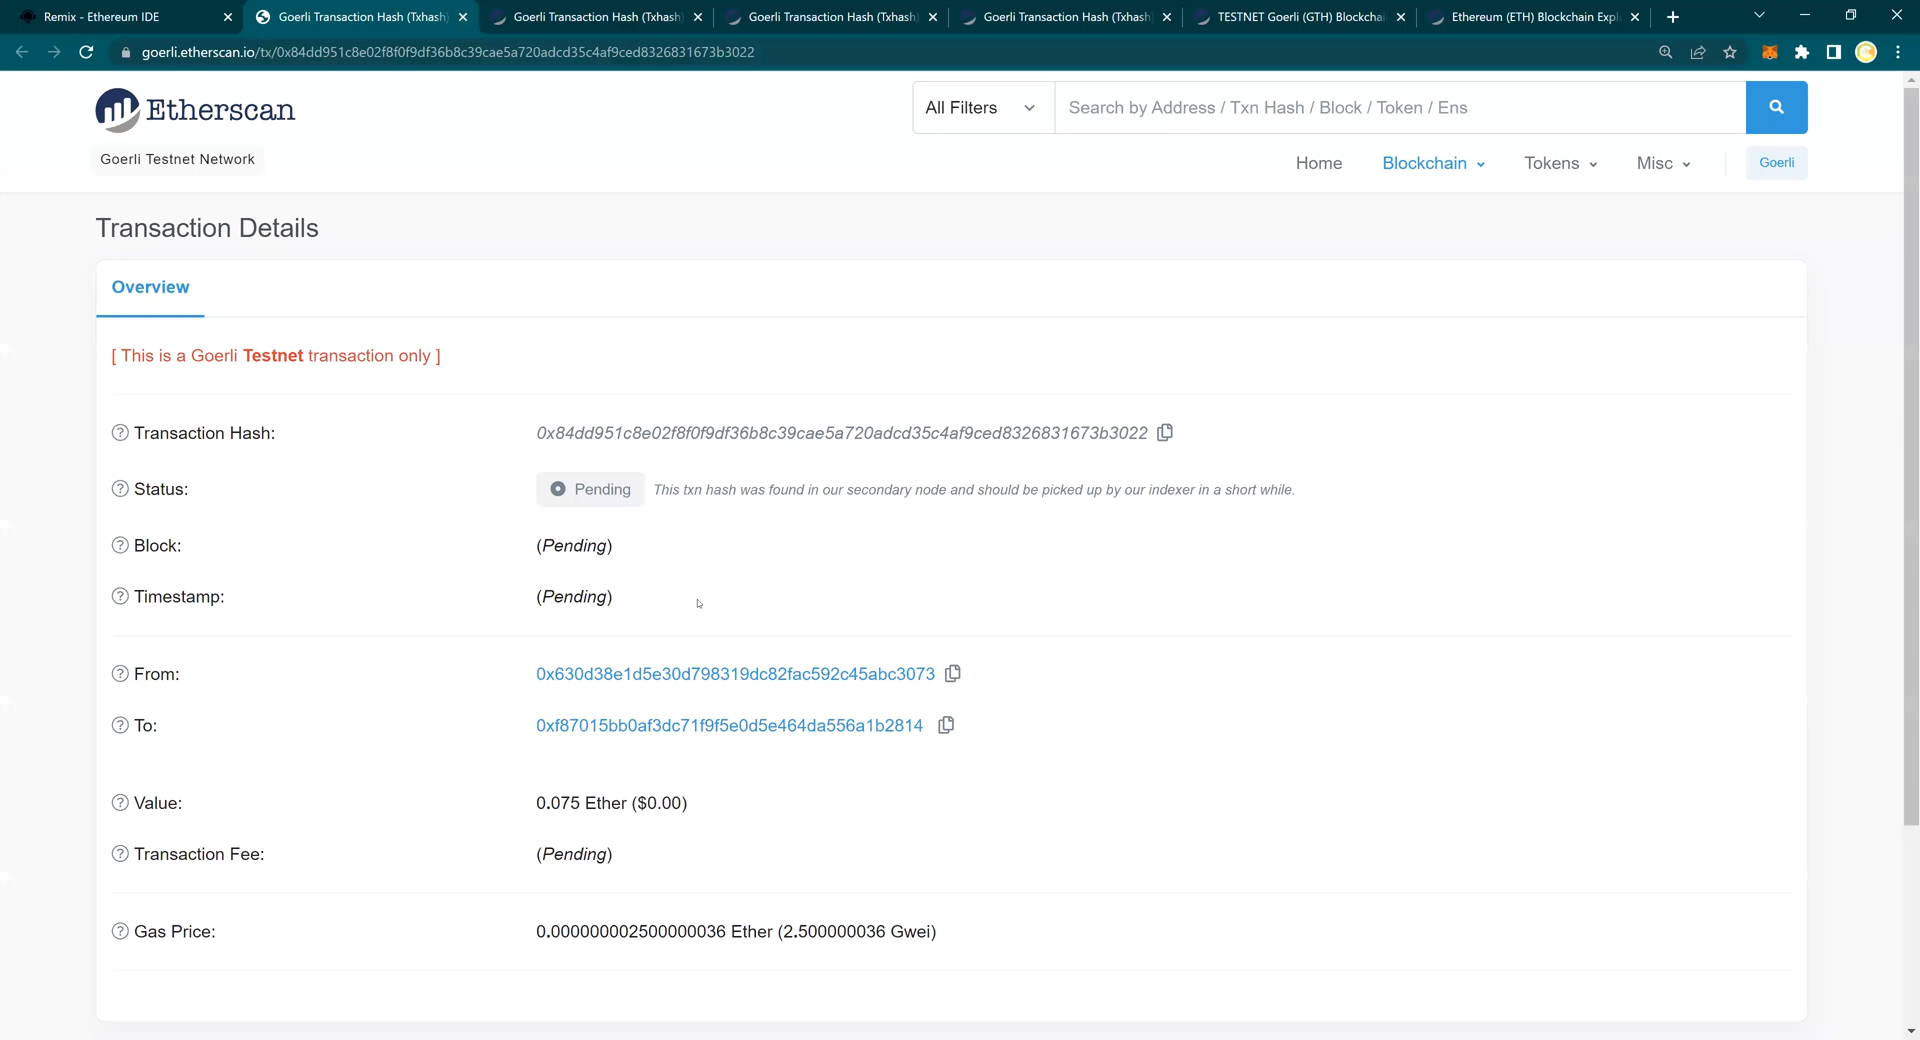 Remix - Ethereum IDE
Goerli Transaction Hash (Txhash)
Goerli Transaction Hash (Txhash)
Goerli Transaction Hash (Txhash)
Goerli Transaction Hash (Txhash)
TESTNET Goerli (GTH) Blockchai
Ethereum (ETH) Blockchain Expl
goerli.etherscan.io/tx/0x84dd951c8e02f8f0f9df36b8c39cae5a720adcd35c4af9ced8326831673b3022
Etherscan
All Filters
Search by Address / Txn Hash / Block / Token / Ens
Goerli Testnet Network
Home
Blockchain
Tokens
Misc
Goerli
Transaction Details
Overview
[ This is a Goerli Testnet transaction only ]
Transaction Hash:
0x84dd951c8e02f8f0f9df36b8c39cae5a720adcd35c4af9ced8326831673b3022
Status:
Pending
This txn hash was found in our secondary node and should be picked up by our indexer in a short while.
Block:
(Pending)
Timestamp:
(Pending)
From:
0x630d38e1d5e30d798319dc82fac592c45abc3073
To:
0xf87015bb0af3dc71f9f5e0d5e464da556a1b2814
Value:
0.075 Ether ($0.00)
Transaction Fee:
(Pending)
Gas Price:
0.000000002500000036 Ether (2.500000036 Gwei)